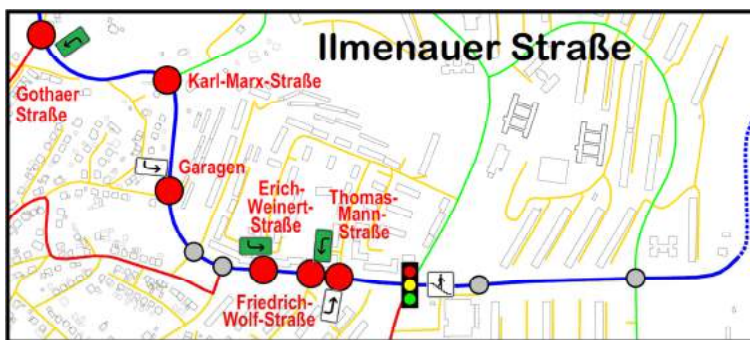 Ilmenauer Straße
Karl-Marx-Straße
Gothaer
Straße
Garagen
Erich-
Weinert-
Straße
Thomas-
Mann-
Straße
Friedrich-
Wolf-Straße